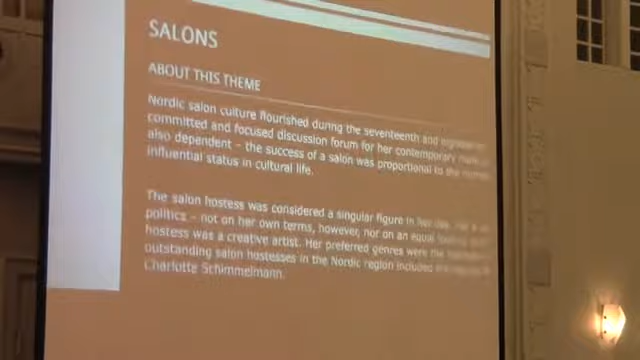 SALONS
ABOUT THIS THEME
Nordic salon culture flourished during the seventeenth and
committed and focused discussion forum for her contemporary
also dependent – the success of a salon was proportional to the
influential status in cultural life.
The salon hostess was considered a singular figure in
politics – not on her own terms, however, nor on an equal
hostess was a creative artist. Her preferred genres were the
outstanding salon hostesses in the Nordic region included
Charlotte Schimmelmann.